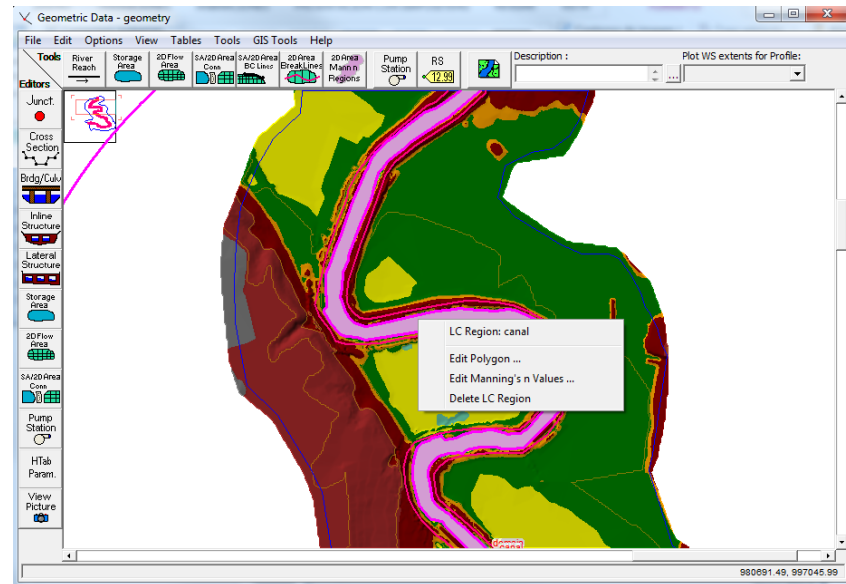 Geometric Data - geometry
File Edit Options View Tables Tools GIS Tools Help
Tools
Editors
River
Reach
Storage
Area
2D Flow
Area
SA/2D Area
Conn
SA/2D Area
BC Lines
2D Area
BreakLines
2D Area
Mann n
Regions
Pump
Station
RS
12.99
Description :
...
Plot WS extents for Profile:
Junct.
Cross
Section
Brdg/Culv
Inline
Structure
Lateral
Structure
Storage
Area
2D Flow
Area
SA/2D Area
Conn
Pump
Station
HTab
Param.
View
Picture
LC Region: canal
Edit Polygon ...
Edit Manning's n Values ...
Delete LC Region
canal
980691.49, 997045.99